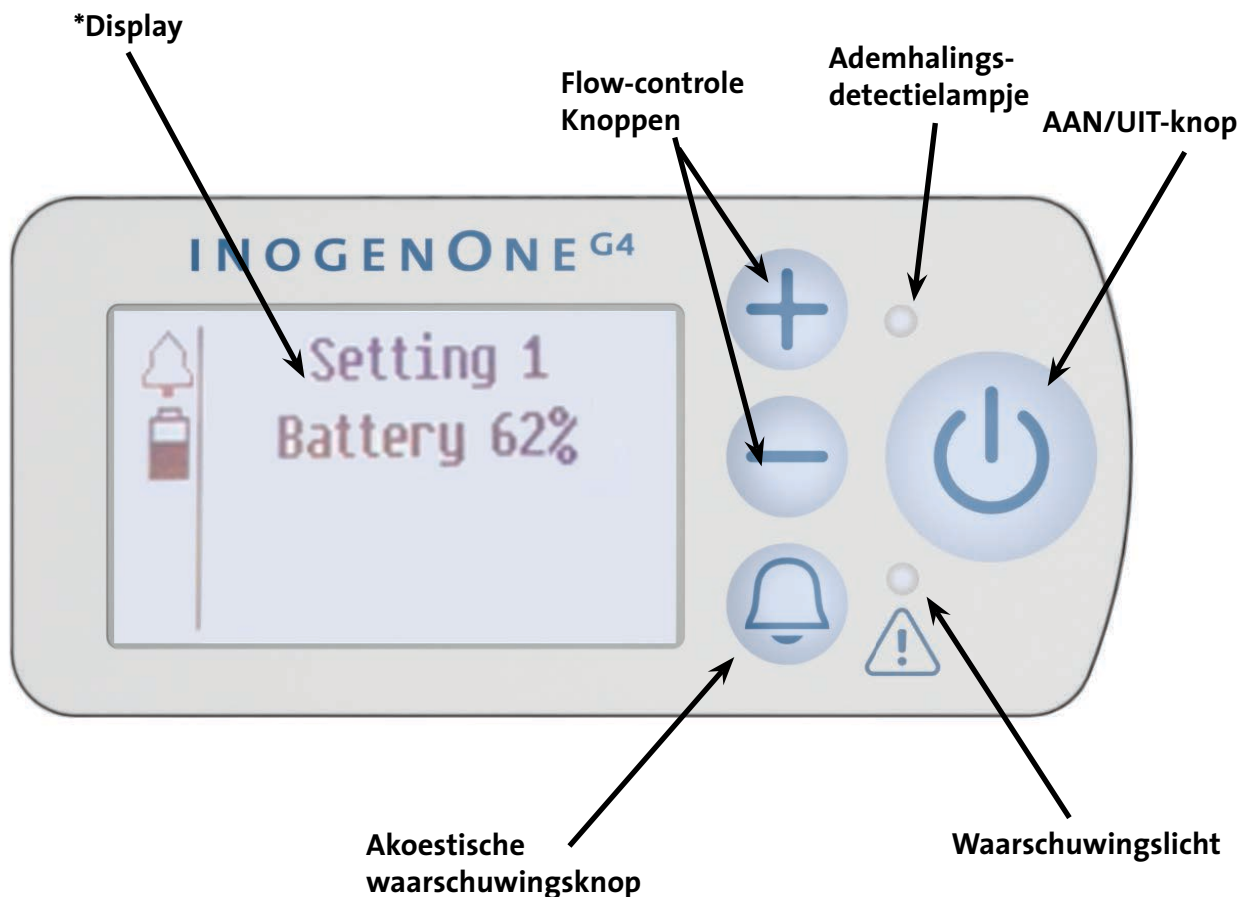 *Display
Flow-controle
Knoppen
Ademhalings-
detectielampje
AAN/UIT-knop
INOGENONE G4
Setting 1
Battery 62%
Akoestische
waarschuwingsknop
Waarschuwingslicht